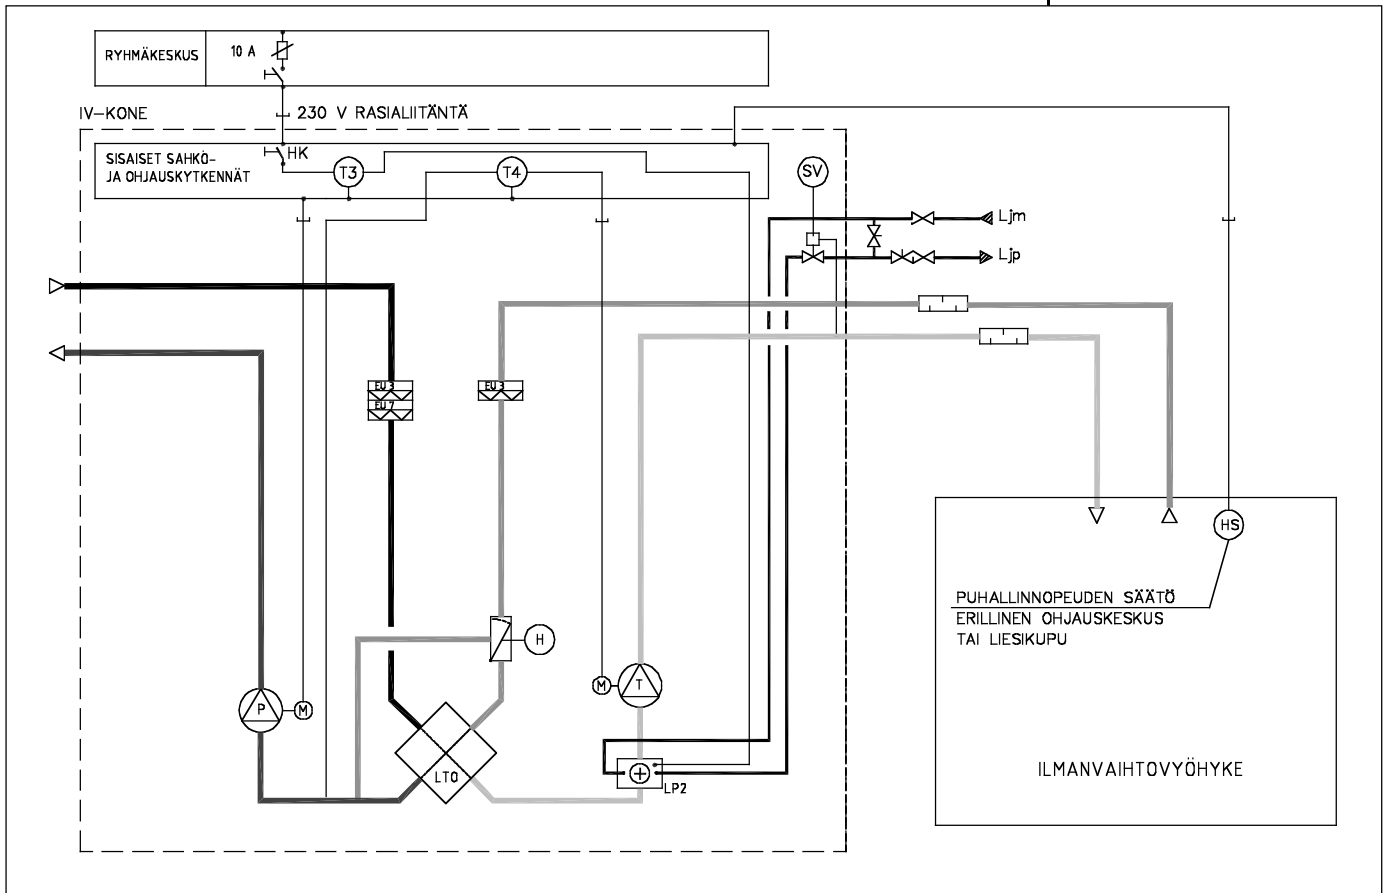 RYHMÄKESKUS
10 A
IV-KONE
230 V RASIALIITÄNTÄ
SISAISET SAHKÖ-
JA OHJAUSKYTKENNÄT
HK
T3
T4
SV
Ljm
Ljp
EU 3
EU 7
EU 3
HS
PUHALLINNOPEUDEN SÄÄTÖ
ERILLINEN OHJAUSKESKUS
TAI LIESIKUPU
H
M
T
P
M
LTO
LP2
ILMANVAIHTOVYÖHYKE